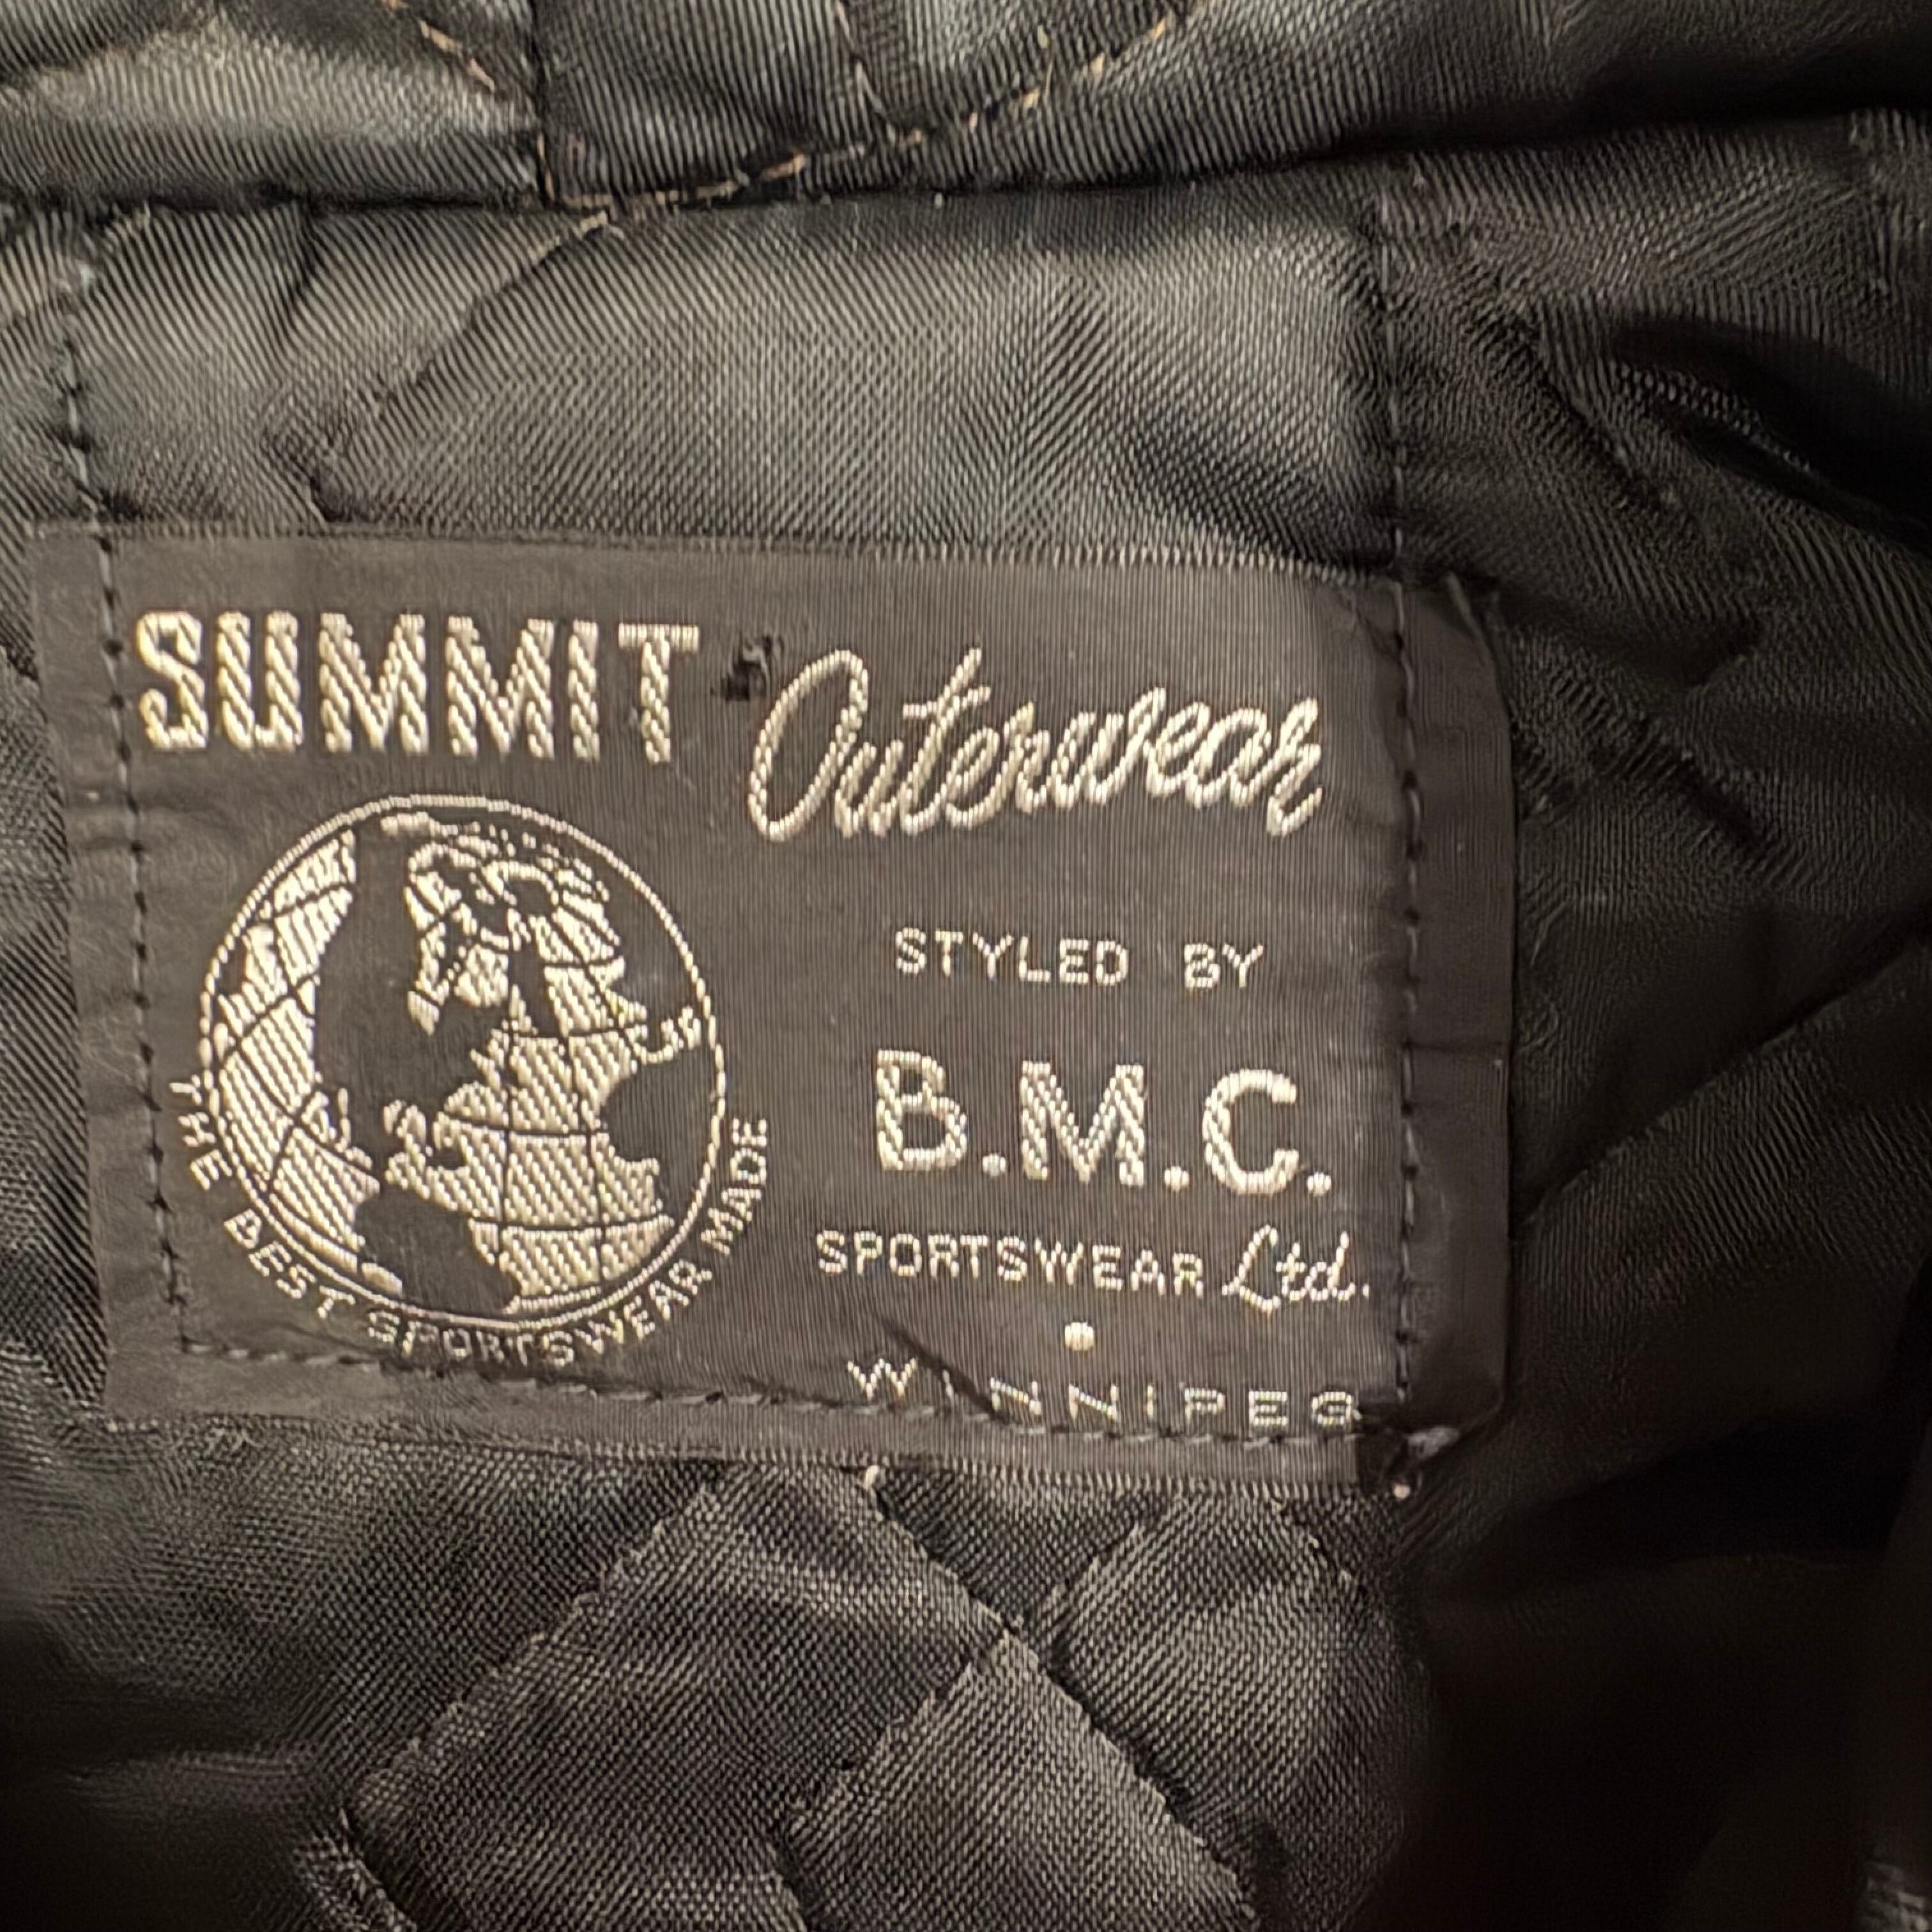 SUMMIT Outerwear
STYLED BY
B.M.C.
SPORTSWEAR Ltd.
WINNIPEG
THE BEST SPORTSWEAR MADE